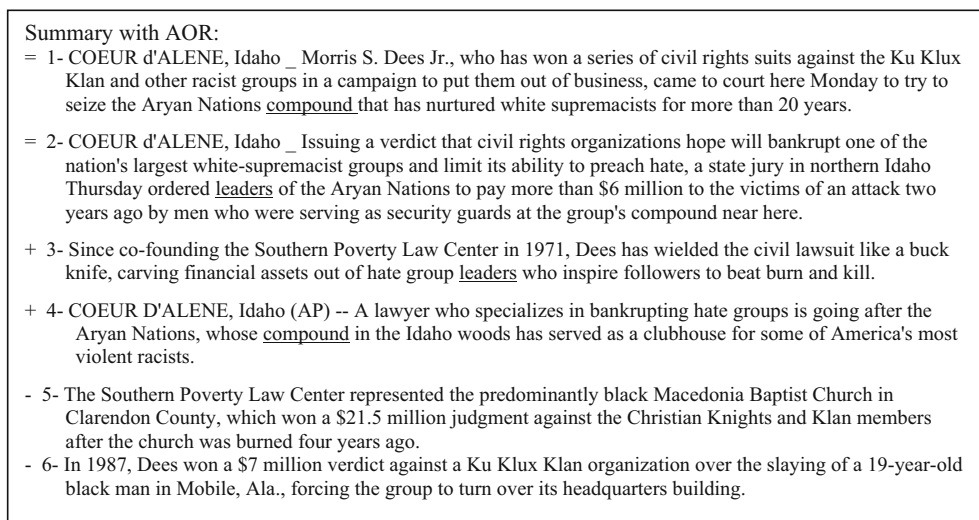 Summary with AOR:
= 1- COEUR d'ALENE, Idaho _ Morris S. Dees Jr., who has won a series of civil rights suits against the Ku Klux
Klan and other racist groups in a campaign to put them out of business, came to court here Monday to try to
seize the Aryan Nations compound that has nurtured white supremacists for more than 20 years.
= 2- COEUR d'ALENE, Idaho _ Issuing a verdict that civil rights organizations hope will bankrupt one of the
nation's largest white-supremacist groups and limit its ability to preach hate, a state jury in northern Idaho
Thursday ordered leaders of the Aryan Nations to pay more than $6 million to the victims of an attack two
years ago by men who were serving as security guards at the group's compound near here.
+ 3- Since co-founding the Southern Poverty Law Center in 1971, Dees has wielded the civil lawsuit like a buck
knife, carving financial assets out of hate group leaders who inspire followers to beat burn and kill.
+ 4- COEUR D'ALENE, Idaho (AP) -- A lawyer who specializes in bankrupting hate groups is going after the
Aryan Nations, whose compound in the Idaho woods has served as a clubhouse for some of America's most
violent racists.
- 5- The Southern Poverty Law Center represented the predominantly black Macedonia Baptist Church in
Clarendon County, which won a $21.5 million judgment against the Christian Knights and Klan members
after the church was burned four years ago.
- 6- In 1987, Dees won a $7 million verdict against a Ku Klux Klan organization over the slaying of a 19-year-old
black man in Mobile, Ala., forcing the group to turn over its headquarters building.